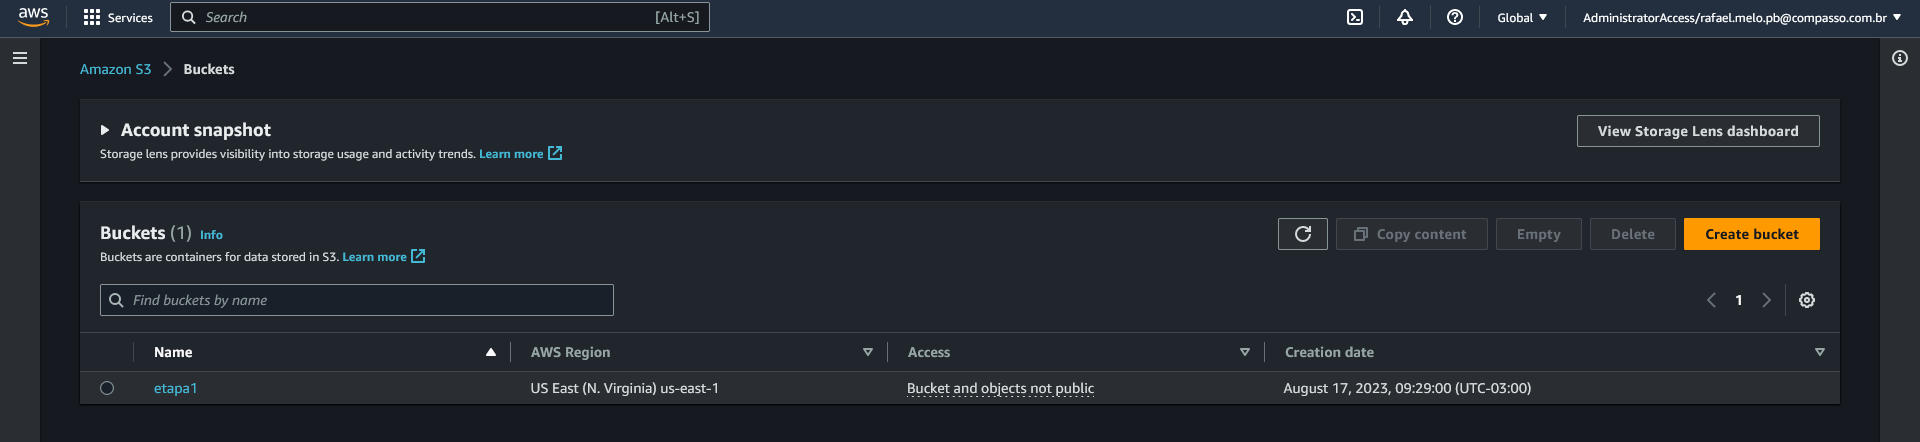 aws Services Search [Alt+S] Global AdministratorAccess/rafael.melo.pb@compasso.com.br
Amazon S3 Buckets
Account snapshot
View Storage Lens dashboard
Storage lens provides visibility into storage usage and activity trends. Learn more
Buckets (1) Info
Copy content Empty Delete Create bucket
Buckets are containers for data stored in S3. Learn more
Find buckets by name
1
Name AWS Region Access Creation date
etapa1 US East (N. Virginia) us-east-1 Bucket and objects not public August 17, 2023, 09:29:00 (UTC-03:00)